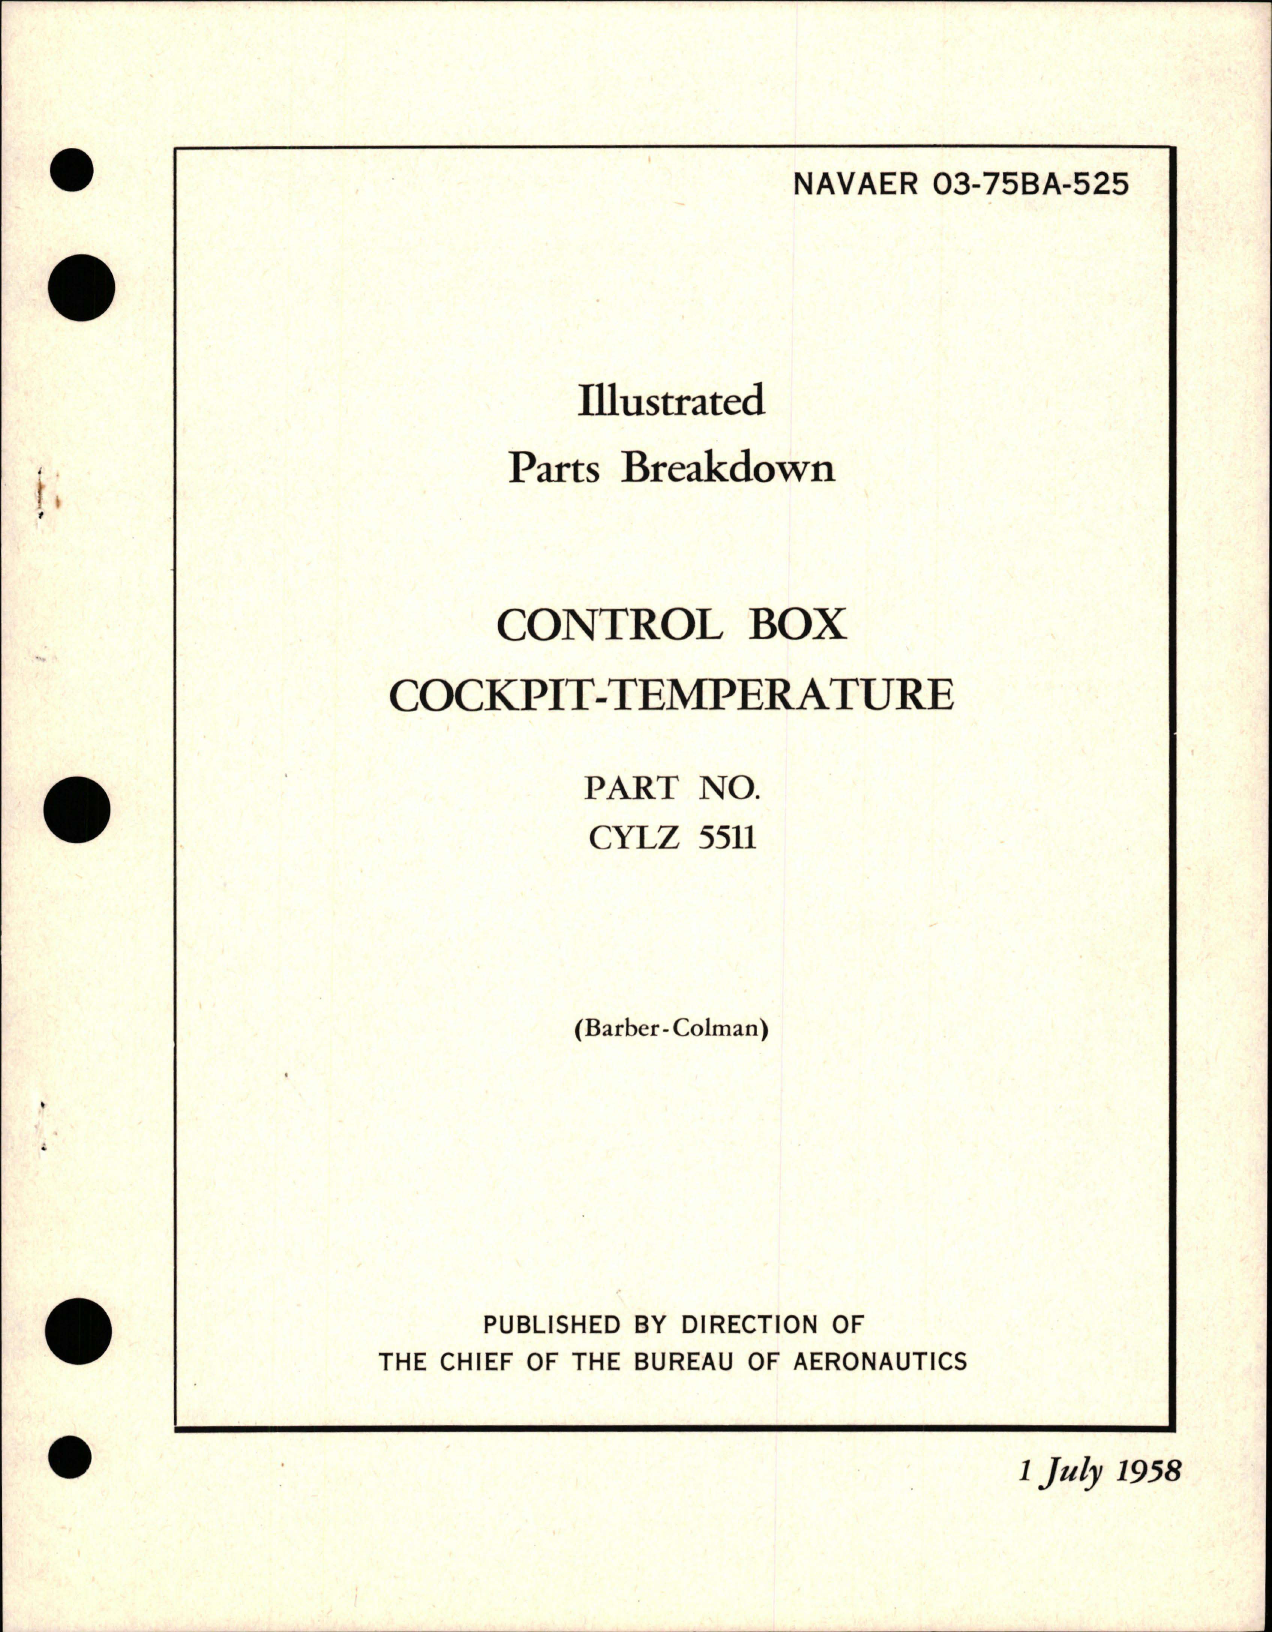 NAVAER 03-75BA-525
Illustrated
Parts Breakdown
CONTROL BOX
COCKPIT-TEMPERATURE
PART NO.
CYLZ 5511
(Barber-Colman)
PUBLISHED BY DIRECTION OF
THE CHIEF OF THE BUREAU OF AERONAUTICS
1 July 1958